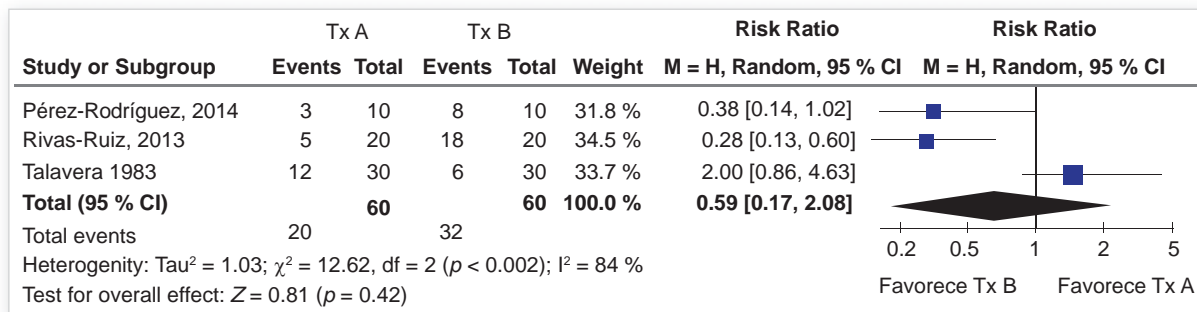 Tx A Tx B Risk Ratio Risk Ratio
Study or Subgroup Events Total Events Total Weight M = H, Random, 95 % CI M = H, Random, 95 % CI
Pérez-Rodríguez, 2014 3 10 8 10 31.8 % 0.38 [0.14, 1.02]
Rivas-Ruiz, 2013 5 20 18 20 34.5 % 0.28 [0.13, 0.60]
Talavera 1983 12 30 6 30 33.7 % 2.00 [0.86, 4.63]
Total (95 % CI) 60 60 100.0 % 0.59 [0.17, 2.08]
Total events 20 32
Heterogenity: Tau² = 1.03; χ² = 12.62, df = 2 (p < 0.002); I² = 84 %
Test for overall effect: Z = 0.81 (p = 0.42)
0.2 0.5 1 2 5
Favorece Tx B Favorece Tx A